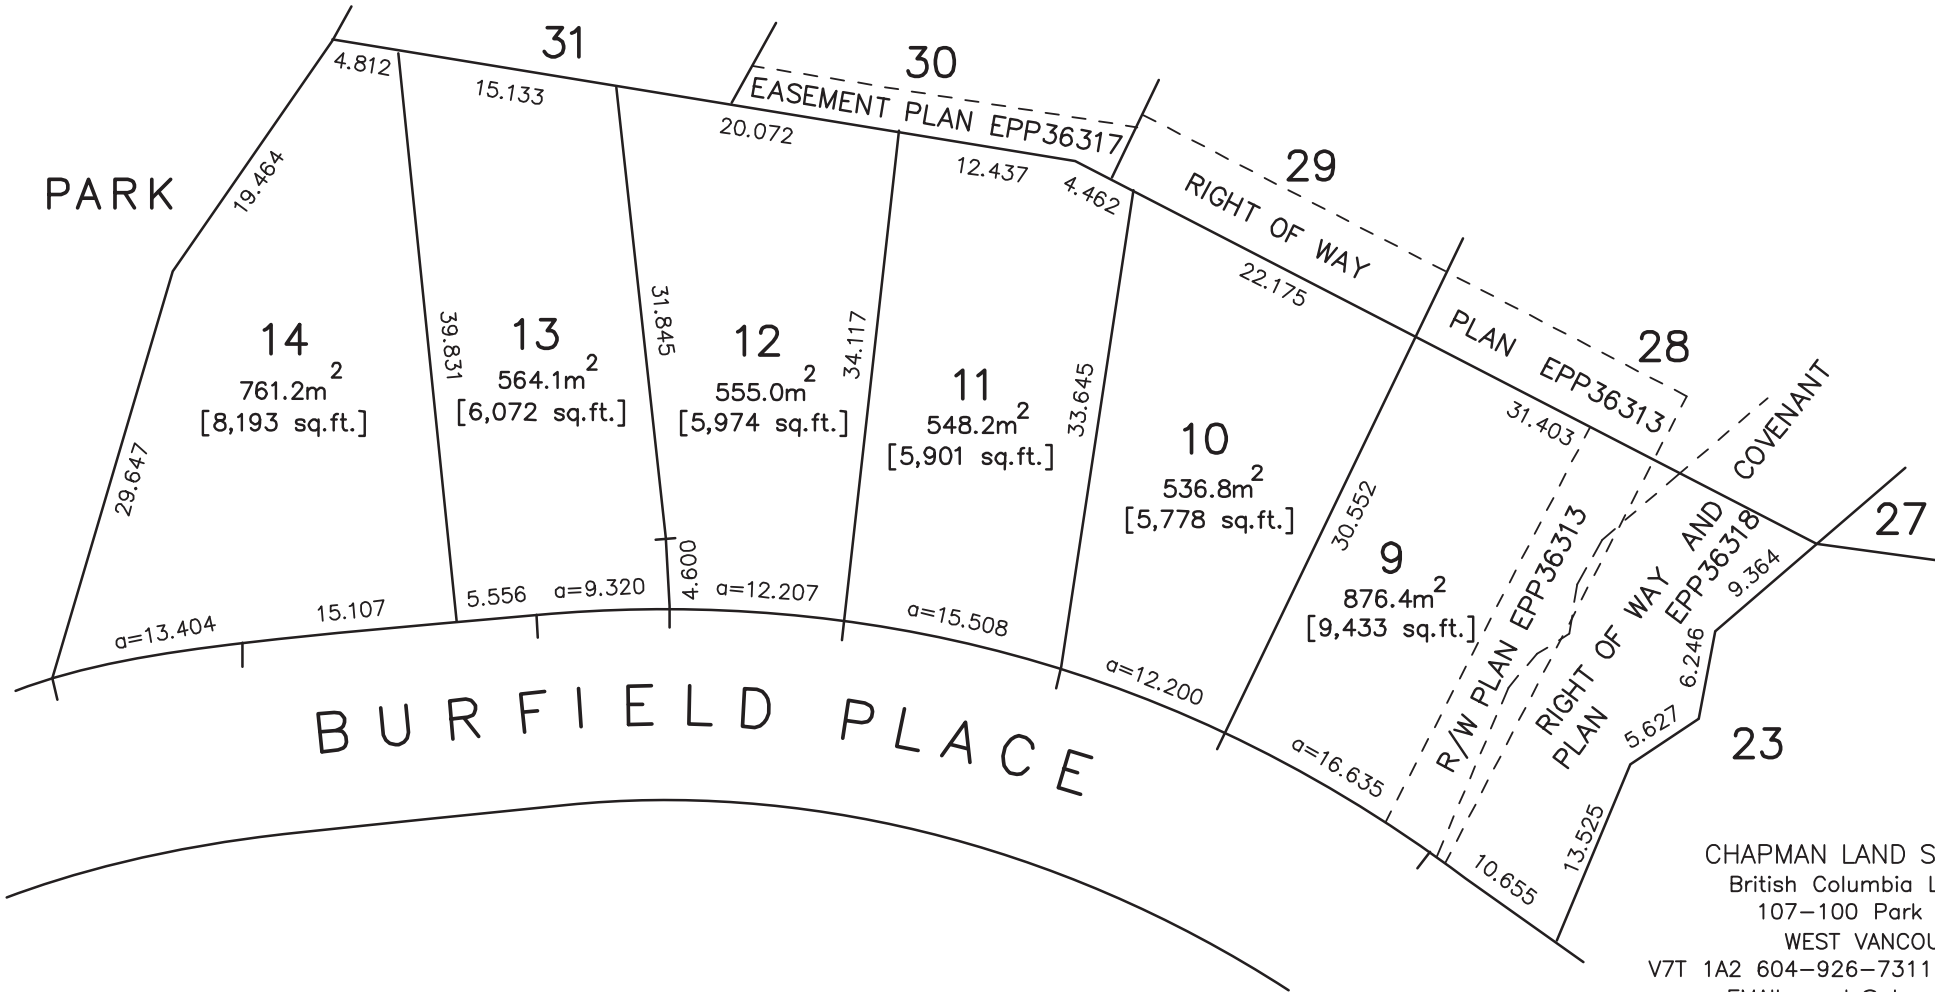 31
30
29
28
27
23
PARK
EASEMENT PLAN EPP36317
RIGHT OF WAY
PLAN EPP36313
COVENANT
4.812
15.133
20.072
12.437
4.462
22.175
31.403
19.464
29.647
39.831
31.845
4.600
34.117
33.645
30.552
14
761.2m2
[8,193 sq.ft.]
13
564.1m2
[6,072 sq.ft.]
12
555.0m2
[5,974 sq.ft.]
11
548.2m2
[5,901 sq.ft.]
10
536.8m2
[5,778 sq.ft.]
9
876.4m2
[9,433 sq.ft.]
R/W PLAN EPP36313
RIGHT OF WAY AND
PLAN EPP36318
9.364
6.246
5.627
13.525
10.655
a=13.404
15.107
5.556
a=9.320
a=12.207
a=15.508
a=12.200
a=16.635
BURFIELD PLACE
CHAPMAN LAND S
British Columbia L
107-100 Park
WEST VANCOU
V7T 1A2 604-926-7311